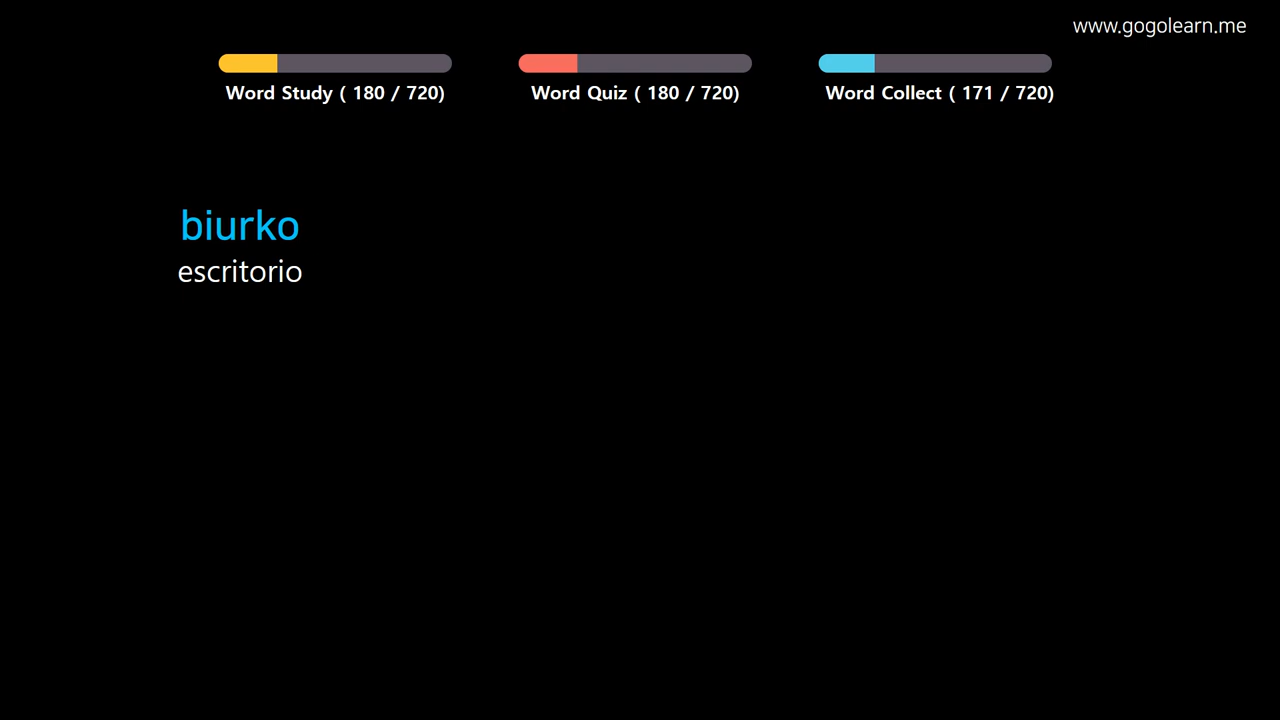 www.gogolearn.me
Word Study ( 180 / 720)
Word Quiz ( 180 / 720)
Word Collect ( 171 / 720)
biurko
escritorio